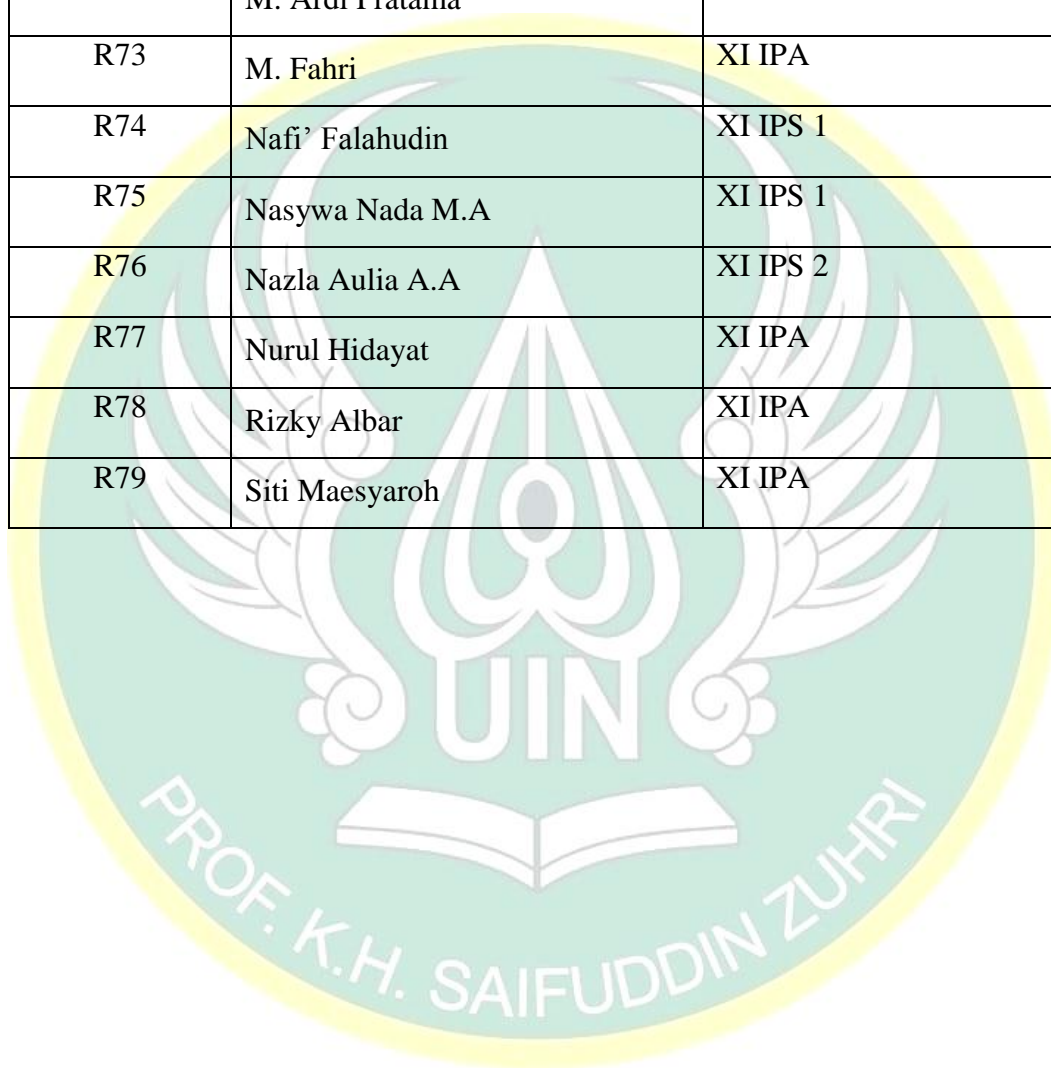 M. Ardi Pratama
R73 M. Fahri XI IPA
R74 Nafi’ Falahudin XI IPS 1
R75 Nasywa Nada M.A XI IPS 1
R76 Nazla Aulia A.A XI IPS 2
R77 Nurul Hidayat XI IPA
R78 Rizky Albar XI IPA
R79 Siti Maesyaroh XI IPA
UIN
PROF. K.H. SAIFUDDIN ZUHRI